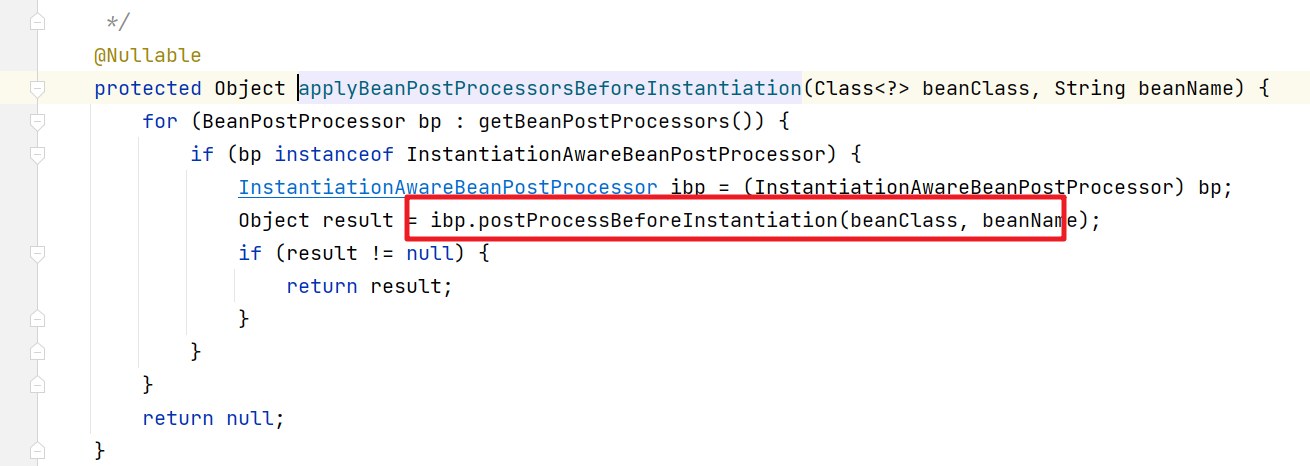 */
@Nullable
protected Object applyBeanPostProcessorsBeforeInstantiation(Class<?> beanClass, String beanName) {
for (BeanPostProcessor bp : getBeanPostProcessors()) {
if (bp instanceof InstantiationAwareBeanPostProcessor) {
InstantiationAwareBeanPostProcessor ibp = (InstantiationAwareBeanPostProcessor) bp;
Object result = ibp.postProcessBeforeInstantiation(beanClass, beanName);
if (result != null) {
return result;
}
}
}
return null;
}